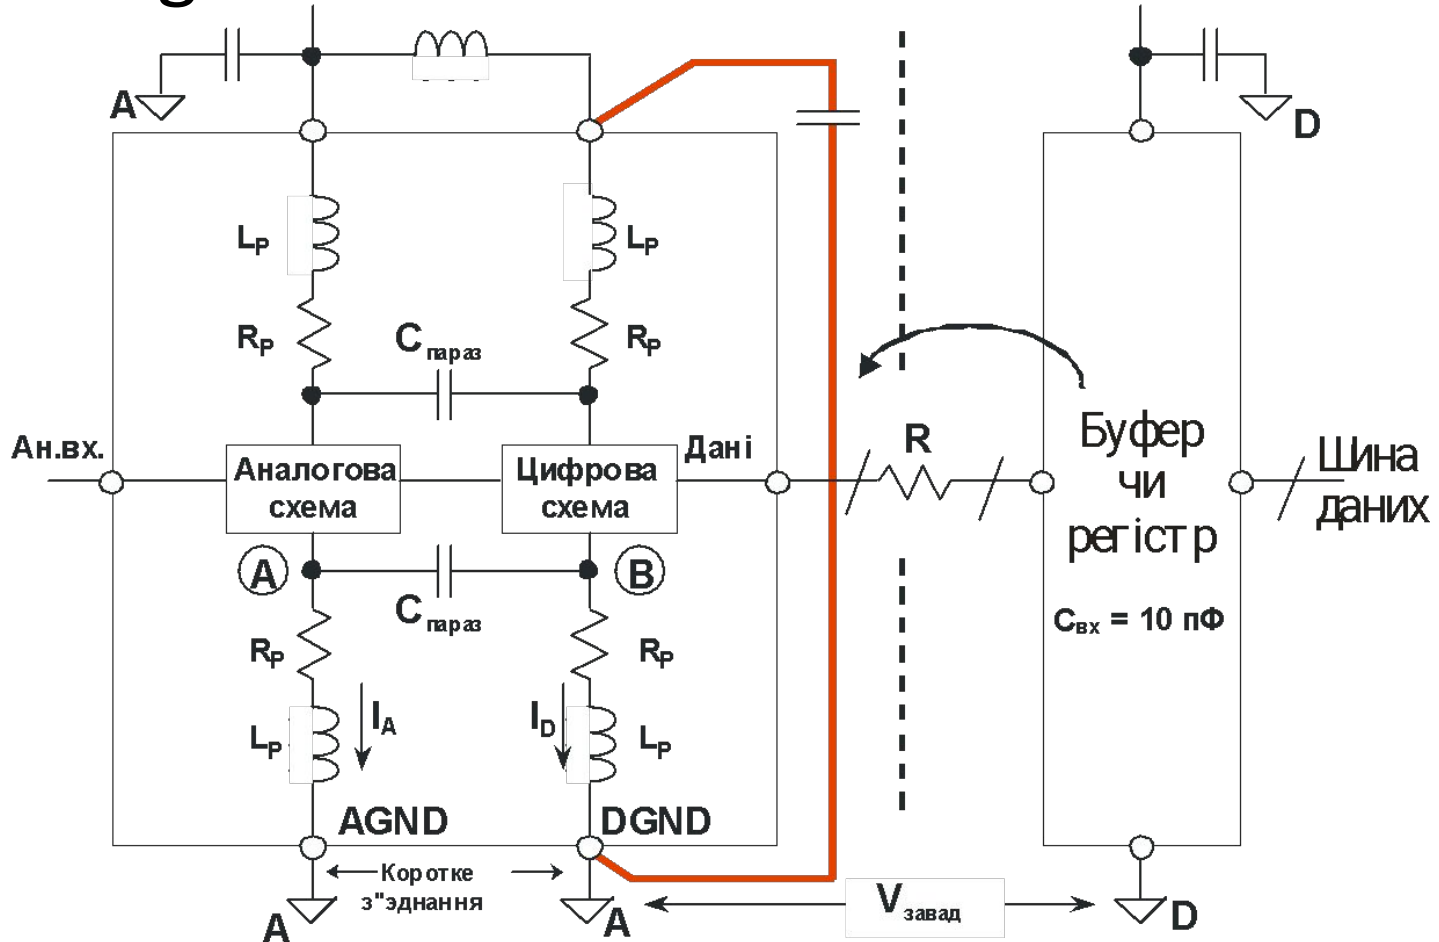 A
D
LP
LP
RP
Cпараз
RP
Ан.вх.
Аналогова
схема
Цифрова
схема
Дані
R
Буфер
чи
регістр
Шина
даних
A
B
Cпараз
Свх = 10 пФ
RP
RP
IA
ID
LP
LP
AGND
DGND
Коротке
з"эднання
A
A
Vзавад
D